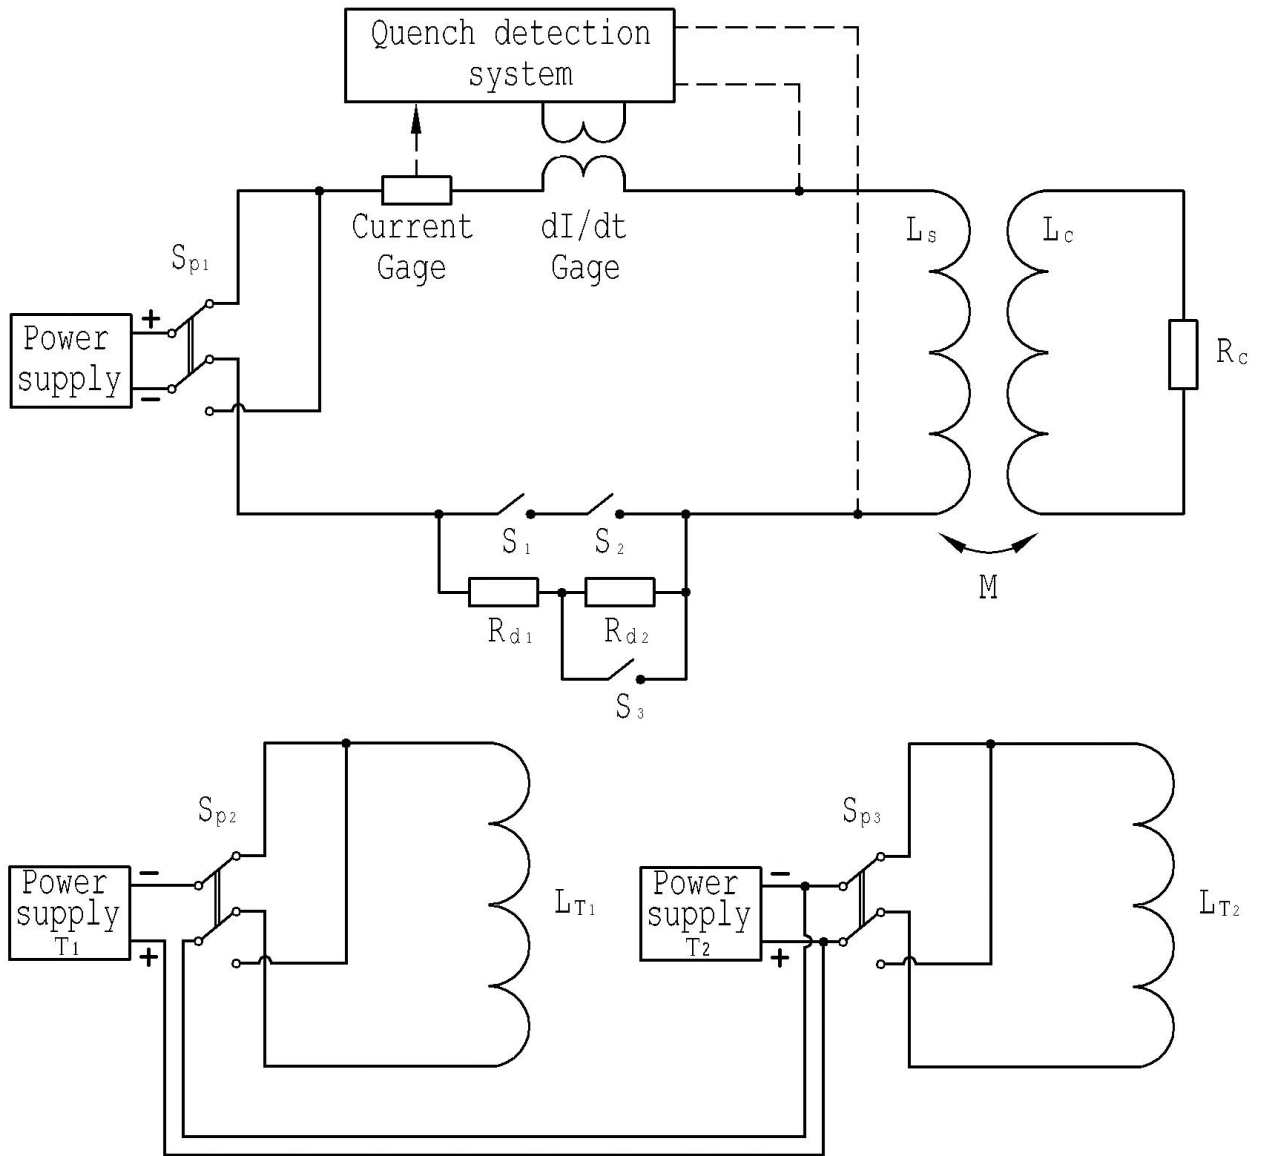 Quench detection
system
Current
Gage
dI/dt
Gage
Sp1
+
Power
supply
−
Ls
Lc
Rc
S1
S2
M
Rd1
Rd2
S3
Sp2
−
Power
supply
T1
+
LT1
Sp3
−
Power
supply
T2
+
LT2